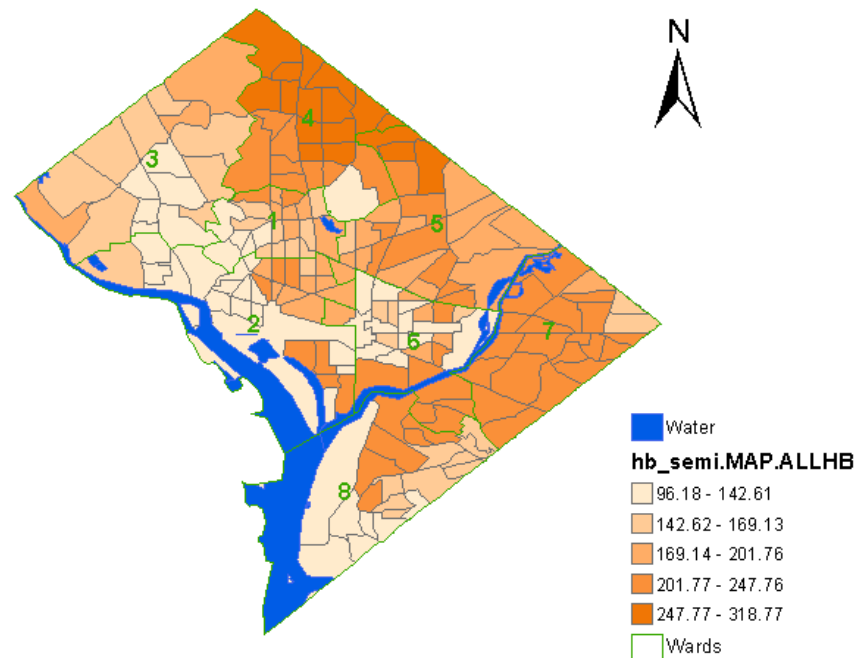 N
4
3
1
5
2
6
7
8
Water
hb_semi.MAP.ALLHB
96.18 - 142.61
142.62 - 169.13
169.14 - 201.76
201.77 - 247.76
247.77 - 318.77
Wards